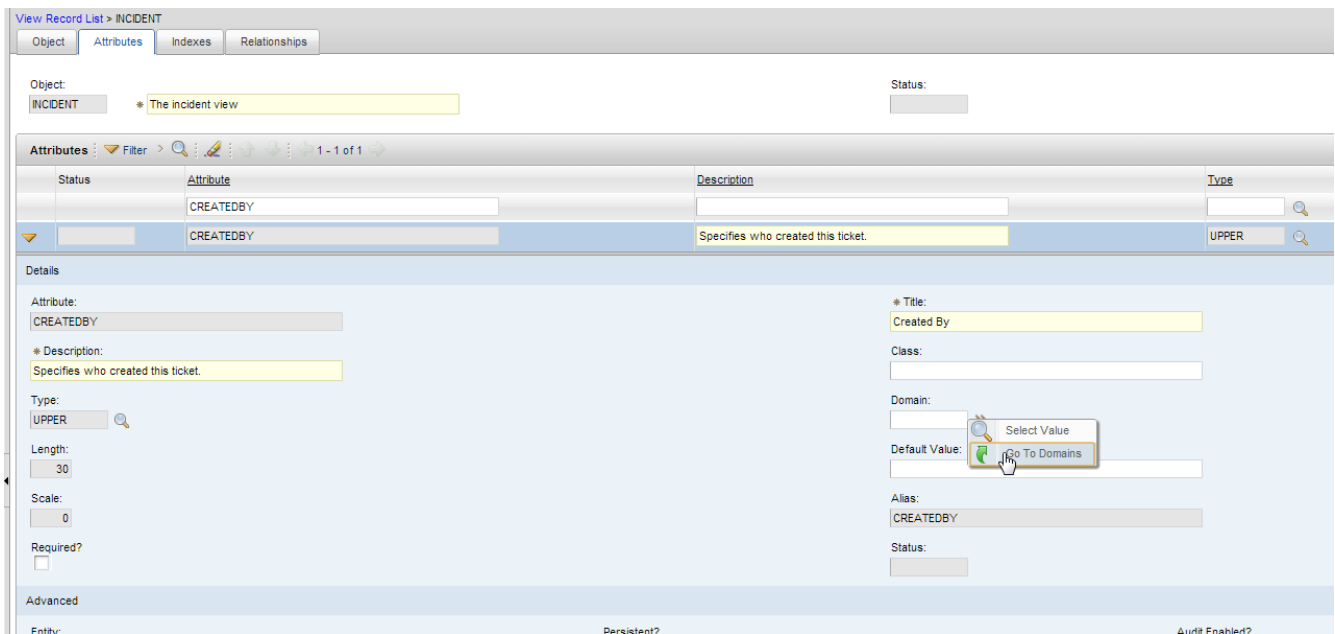 View Record List > INCIDENT
Object Attributes Indexes Relationships
Object: Status:
INCIDENT * The incident view
Attributes Filter > 1 - 1 of 1
Status Attribute Description Type
CREATEDBY
CREATEDBY Specifies who created this ticket. UPPER
Details
Attribute: * Title:
CREATEDBY Created By
* Description: Class:
Specifies who created this ticket.
Type: Domain:
UPPER Select Value
Length: Default Value: Go To Domains
30
Scale: Alias:
0 CREATEDBY
Required? Status:
Advanced
Entity: Persistent? Audit Enabled?